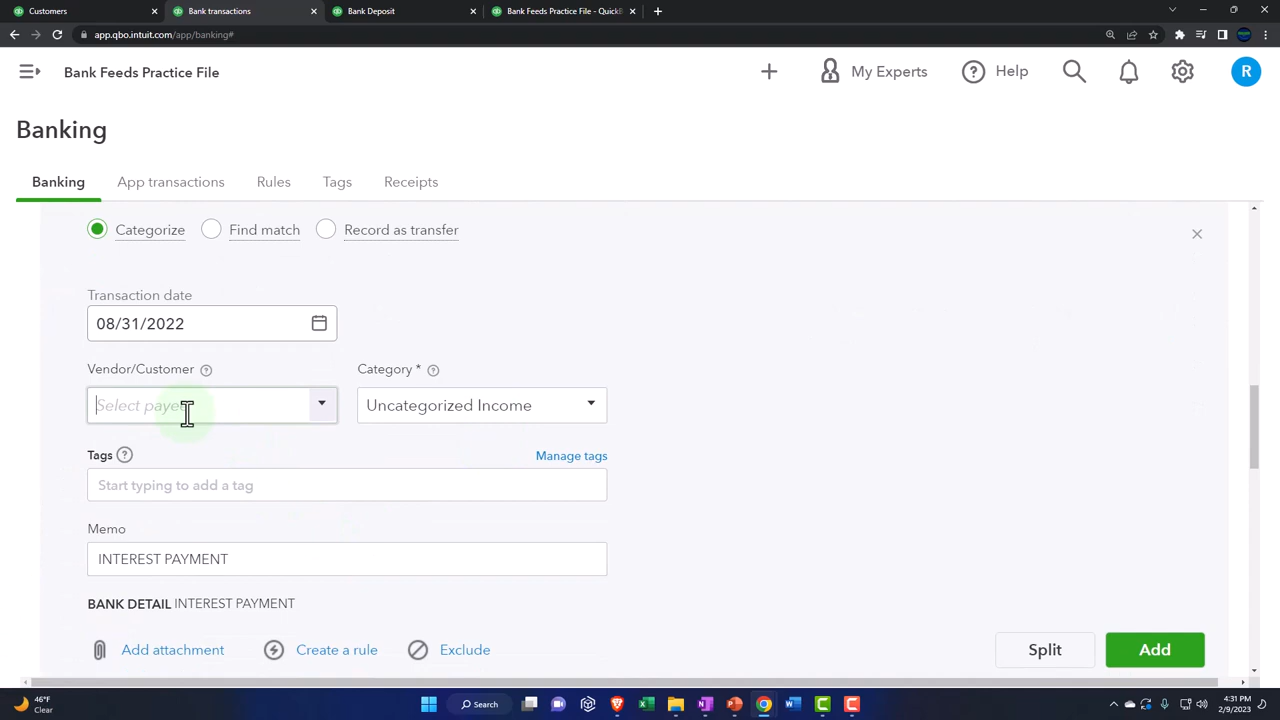 Customers
Bank transactions
Bank Deposit
Bank Feeds Practice File - QuickB
app.qbo.intuit.com/app/banking#
Bank Feeds Practice File
My Experts
Help
R
Banking
Banking
App transactions
Rules
Tags
Receipts
Categorize
Find match
Record as transfer
Transaction date
08/31/2022
Vendor/Customer
Category *
Select payee
Uncategorized Income
Tags
Manage tags
Start typing to add a tag
Memo
INTEREST PAYMENT
BANK DETAIL INTEREST PAYMENT
Add attachment
Create a rule
Exclude
Split
Add
46°F
Clear
Search
4:31 PM
2/9/2023